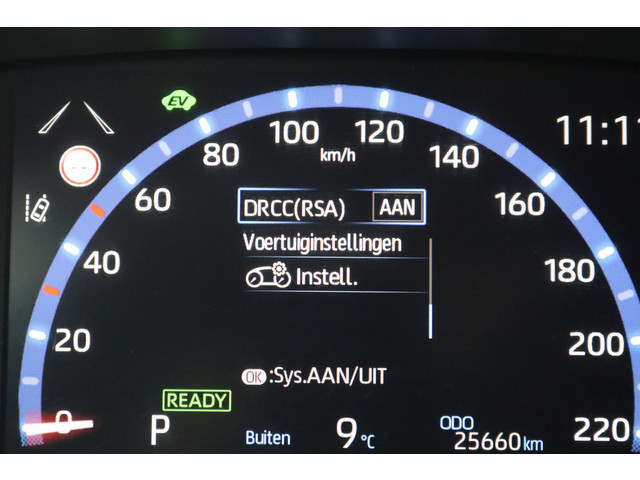 EV
11:11
100 120
80 km/h 140
60 160
DRCC(RSA) AAN
Voertuiginstellingen
40 180
Instell.
20 200
OK:Sys.AAN/UIT
READY
0 P Buiten 9°C ODO 25660 km 220